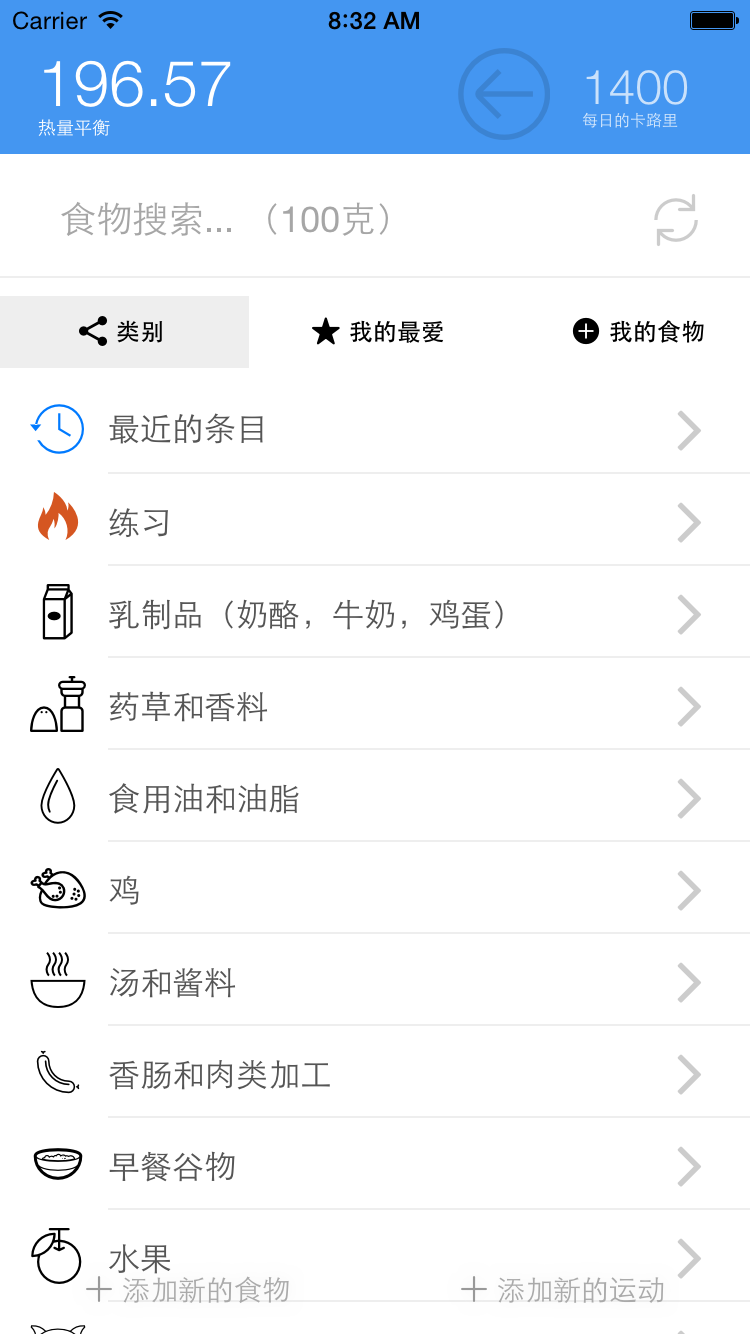 Carrier 8:32 AM
196.57
热量平衡
1400
每日的卡路里
食物搜索... （100克）
类别 我的最爱 我的食物
最近的条目
练习
乳制品（奶酪，牛奶，鸡蛋）
药草和香料
食用油和油脂
鸡
汤和酱料
香肠和肉类加工
早餐谷物
水果
添加新的食物 添加新的运动